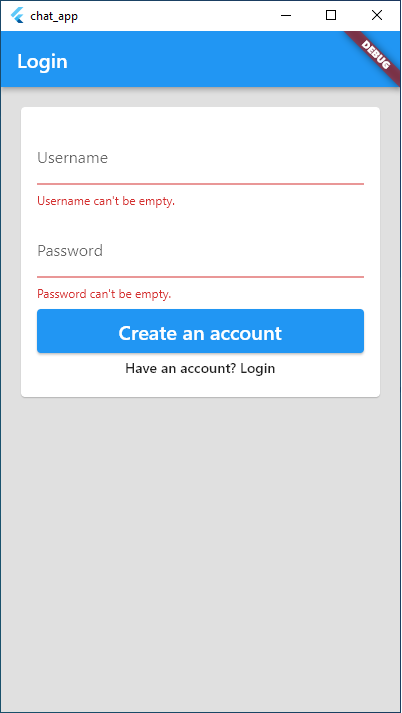 chat_app
Login
DEBUG
Username
Username can't be empty.
Password
Password can't be empty.
Create an account
Have an account? Login